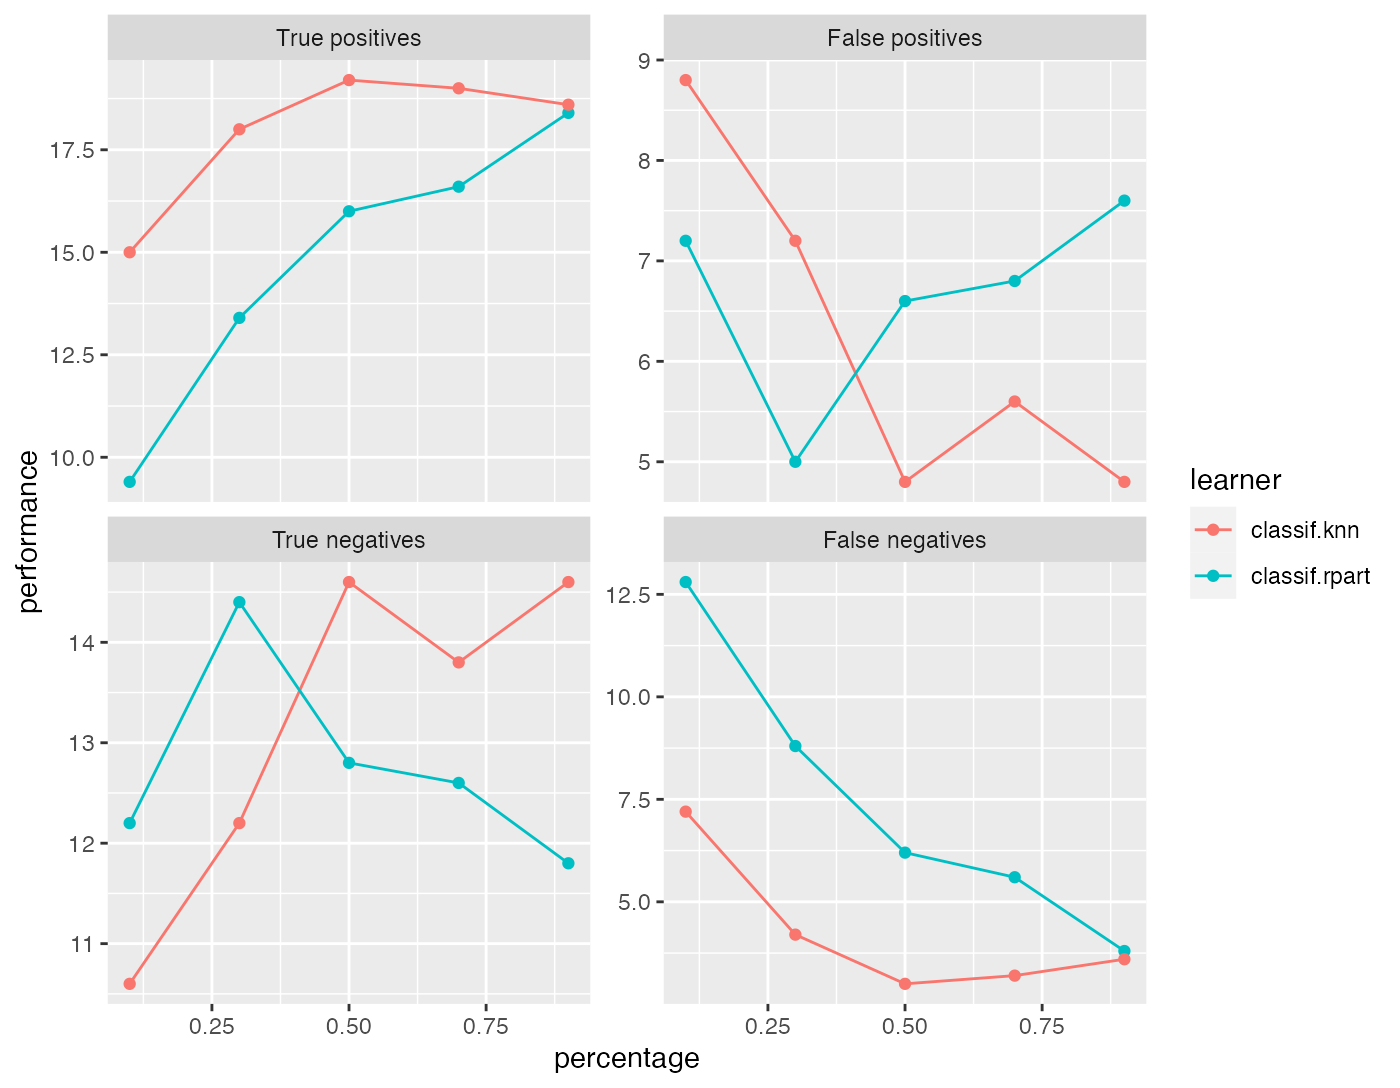 True positives
False positives
17.5
15.0
12.5
10.0
9
8
7
6
5
performance
True negatives
False negatives
14
13
12
11
12.5
10.0
7.5
5.0
0.25 0.50 0.75
0.25 0.50 0.75
percentage
learner
classif.knn
classif.rpart